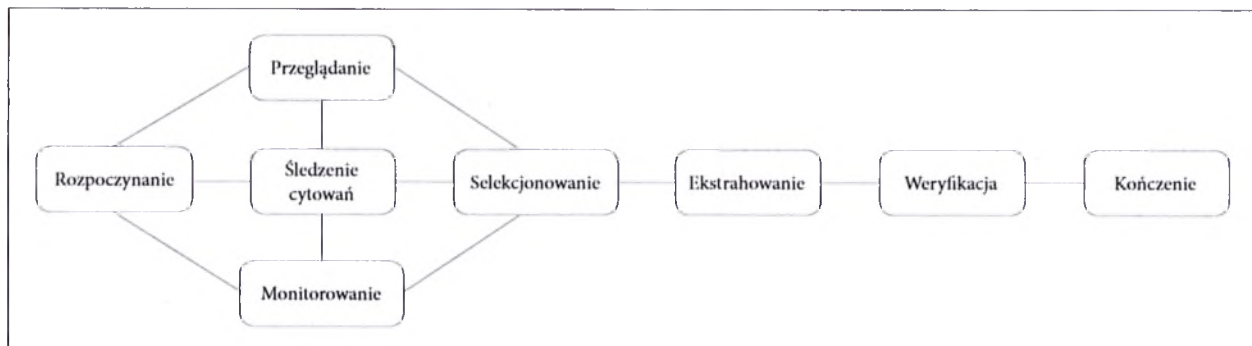 Przeglądanie
Rozpoczynanie
Śledzenie
cytowań
Selekcjonowanie
Ekstrahowanie
Weryfikacja
Kończenie
Monitorowanie